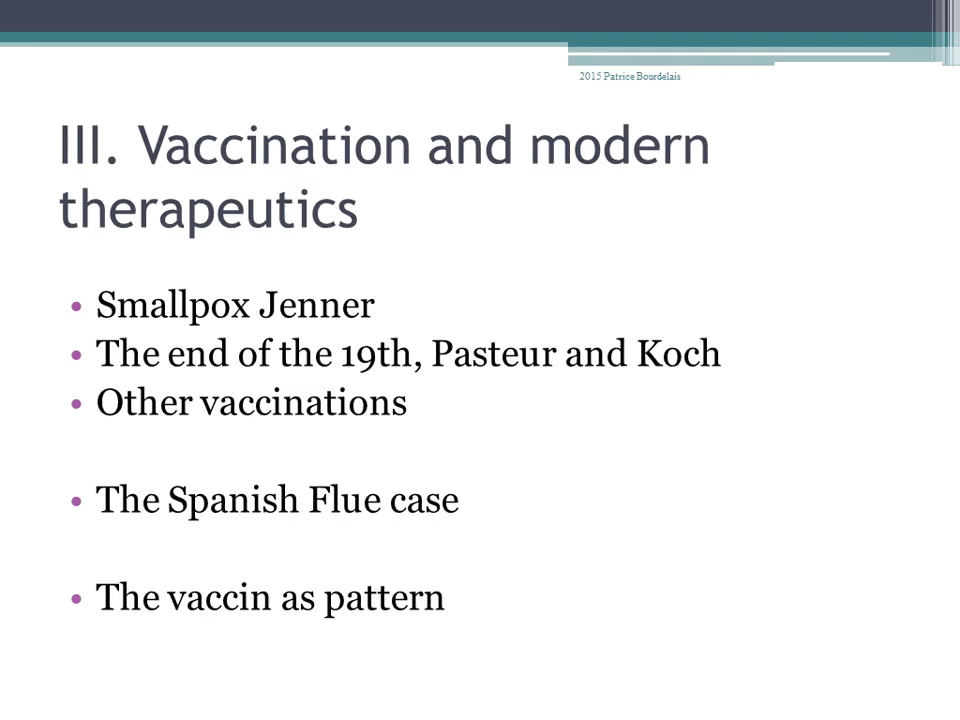 2015 Patrice Bourdelais
III. Vaccination and modern
therapeutics
• Smallpox Jenner
• The end of the 19th, Pasteur and Koch
• Other vaccinations
• The Spanish Flue case
• The vaccin as pattern